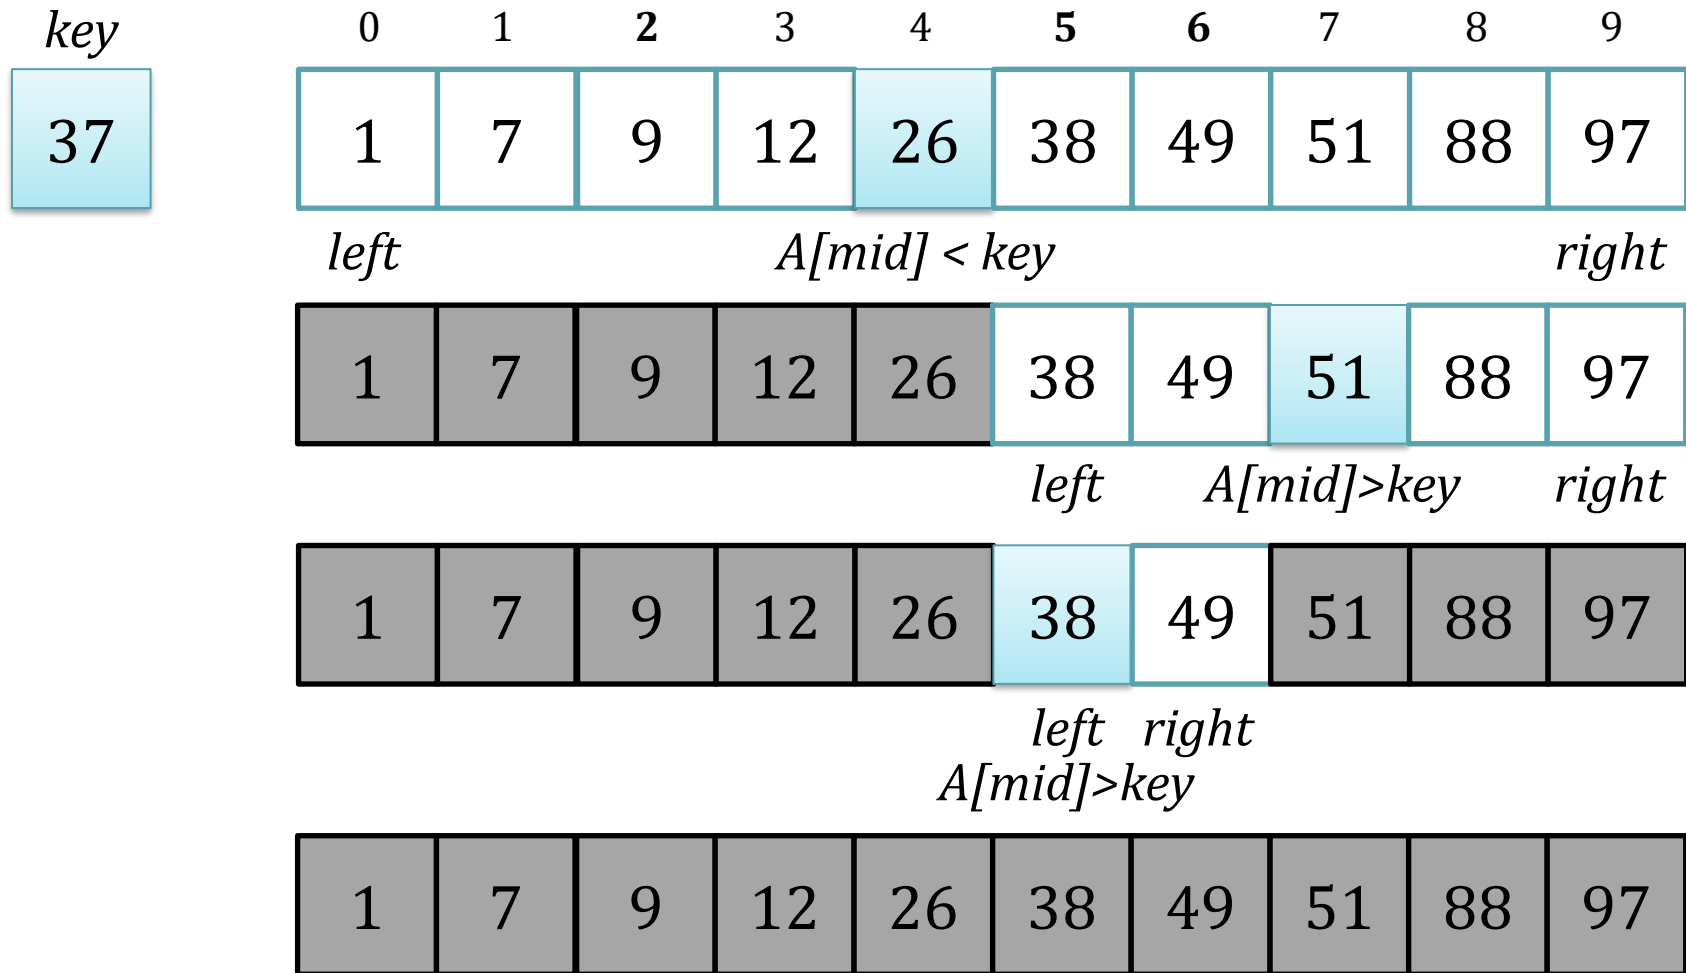 key 0 1 2 3 4 5 6 7 8 9
37 1 7 9 12 26 38 49 51 88 97
left A[mid] < key right
1 7 9 12 26 38 49 51 88 97
left A[mid]>key right
1 7 9 12 26 38 49 51 88 97
left right
A[mid]>key
1 7 9 12 26 38 49 51 88 97